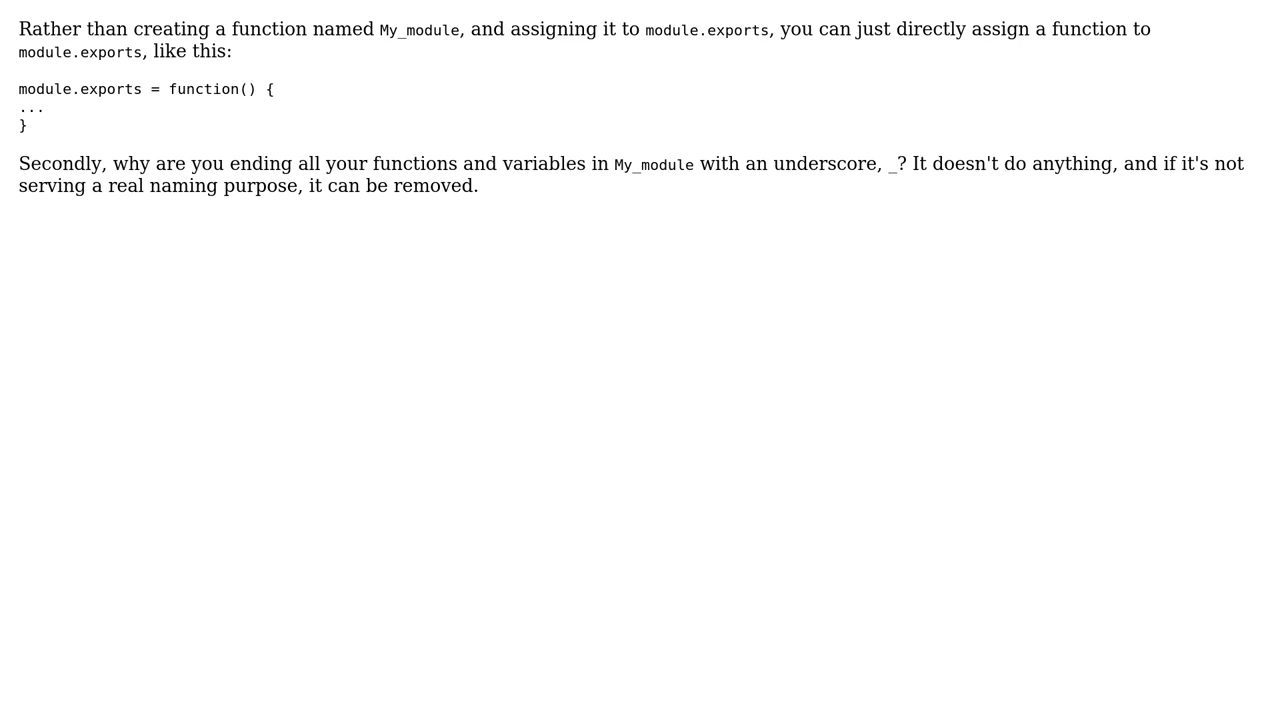 Rather than creating a function named My_module, and assigning it to module.exports, you can just directly assign a function to
module.exports, like this:
module.exports = function() {
...
}
Secondly, why are you ending all your functions and variables in My_module with an underscore, _? It doesn't do anything, and if it's not
serving a real naming purpose, it can be removed.